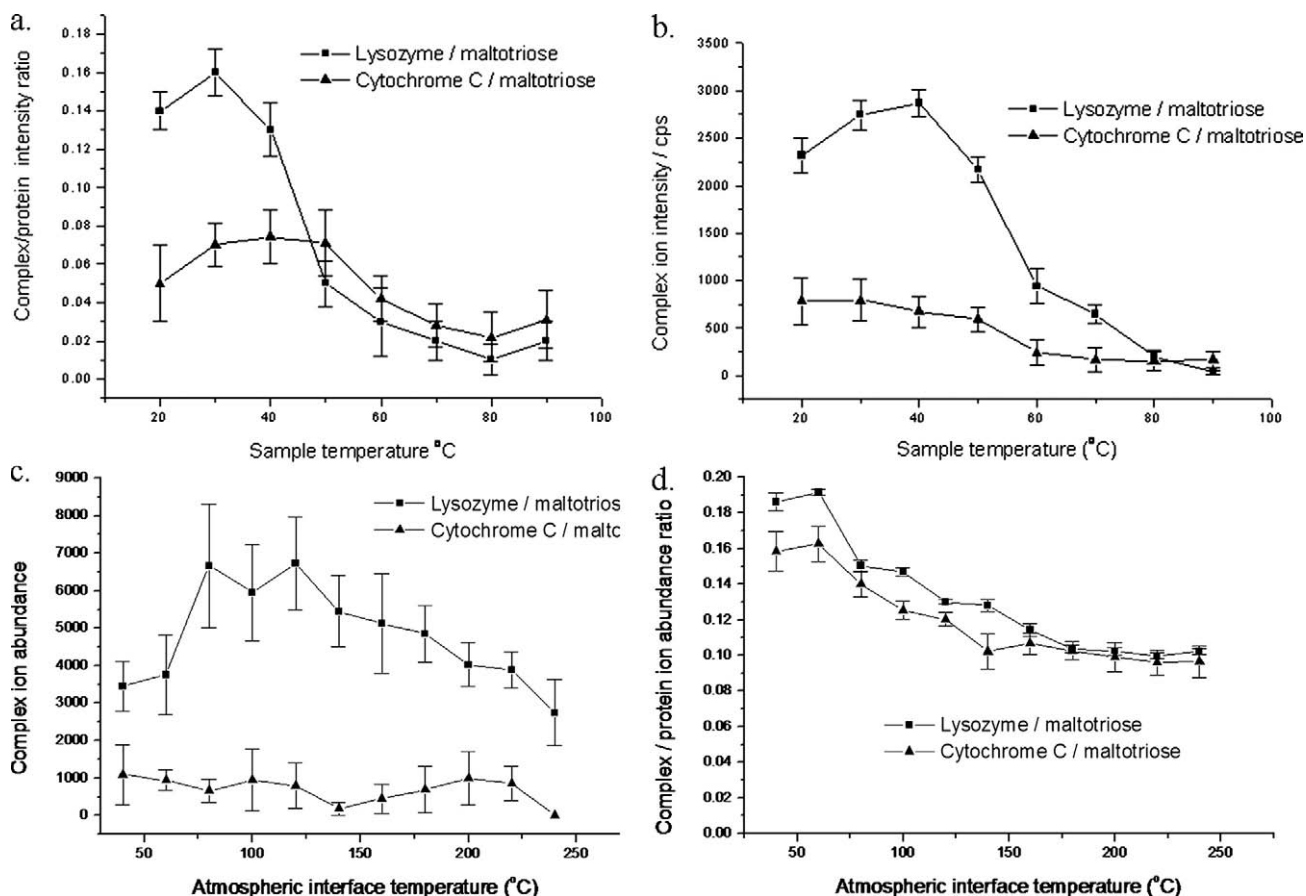 a.
Complex/protein intensity ratio
0.16
0.14
0.12
0.10
0.08
0.06
0.04
0.02
0.00
Lysozyme / maltotriose
Cytochrome C / maltotriose
20
40
60
80
100
Sample temperature °C
b.
Complex ion intensity / cps
3500
3000
2500
2000
1500
1000
500
0
Lysozyme / maltotriose
Cytochrome C / maltotriose
20
40
60
80
100
Sample temperature (°C)
c.
Complex ion abundance
9000
8000
7000
6000
5000
4000
3000
2000
1000
0
Lysozyme / maltotrios
Cytochrome C / malto
50
100
150
200
250
Atmospheric interface temperature (°C)
d.
Complex / protein ion abundance ratio
0.20
0.18
0.16
0.14
0.12
0.10
0.08
0.06
0.04
0.02
0.00
Lysozyme / maltotriose
Cytochrome C / maltotriose
50
100
150
200
250
Atmospheric interface temperature (°C)